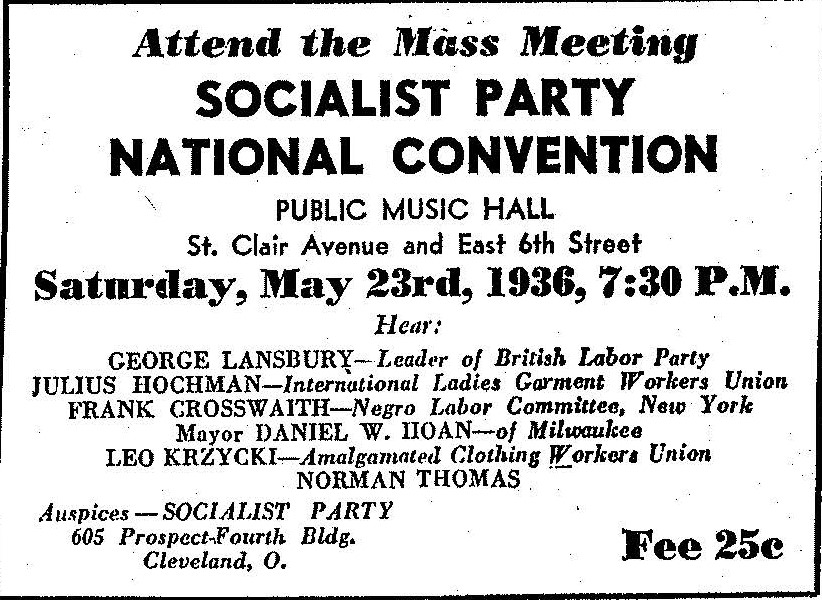 Attend the Mass Meeting
SOCIALIST PARTY
NATIONAL CONVENTION
PUBLIC MUSIC HALL
St. Clair Avenue and East 6th Street
Saturday, May 23rd, 1936, 7:30 P.M.
Hear:
GEORGE LANSBURY—Leader of British Labor Party
JULIUS HOCHMAN—International Ladies Garment Workers Union
FRANK CROSSWAITH—Negro Labor Committee, New York
Mayor DANIEL W. HOAN—of Milwaukee
LEO KRZYCKI—Amalgamated Clothing Workers Union
NORMAN THOMAS
Auspices—SOCIALIST PARTY
605 Prospect-Fourth Bldg.
Cleveland, O.
Fee 25c